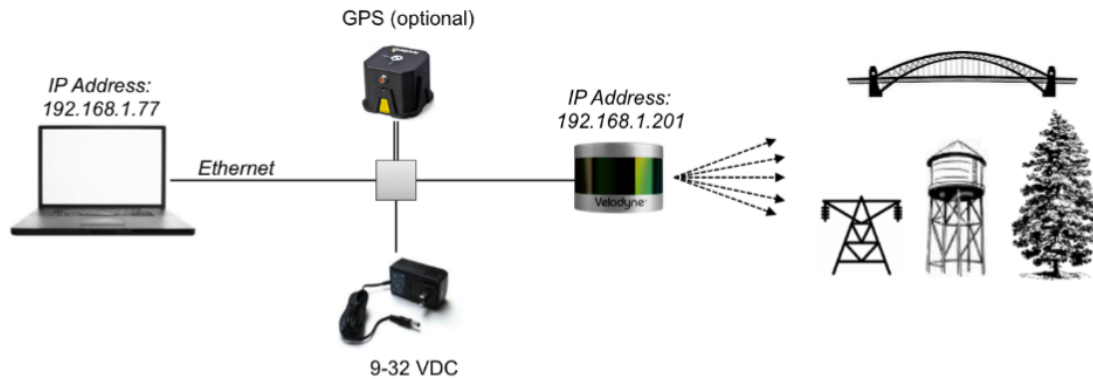 GPS (optional)
IP Address:
192.168.1.77
IP Address:
192.168.1.201
Ethernet
Velodyne
9-32 VDC